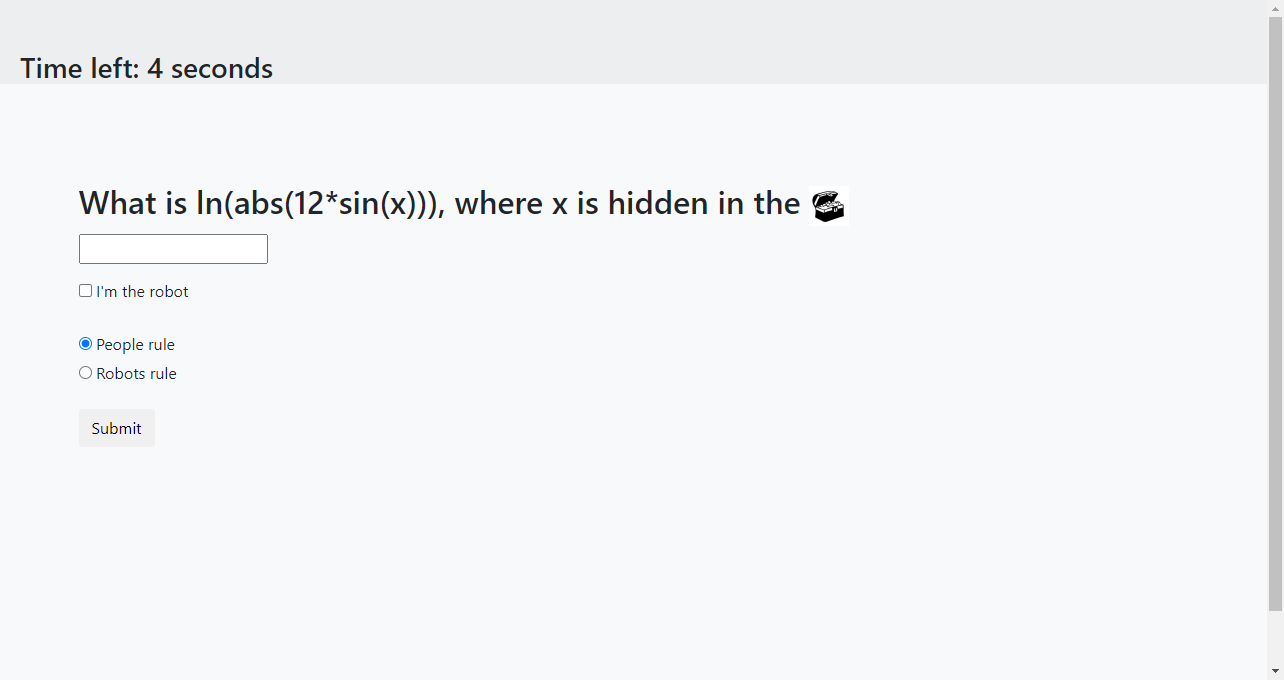 Time left: 4 seconds
What is ln(abs(12*sin(x))), where x is hidden in the
I'm the robot
People rule
Robots rule
Submit